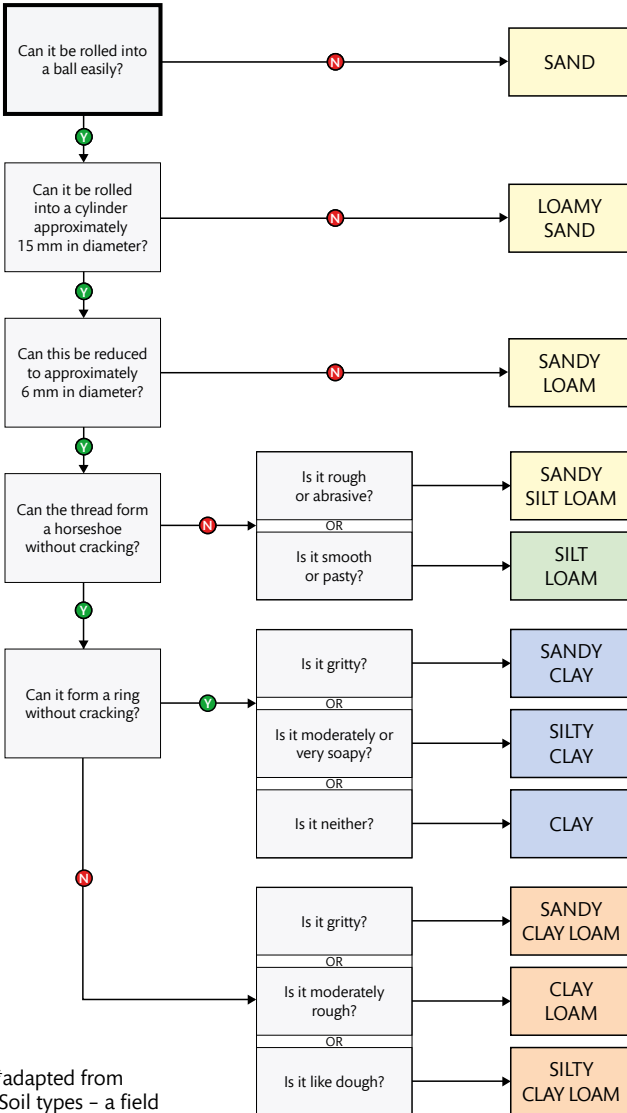 Can it be rolled into
a ball easily?
N
SAND
Y
Can it be rolled
into a cylinder
approximately
15 mm in diameter?
N
LOAMY
SAND
Y
Can this be reduced
to approximately
6 mm in diameter?
N
SANDY
LOAM
Y
Can the thread form
a horseshoe
without cracking?
N
Is it rough
or abrasive?
SANDY
SILT LOAM
OR
Is it smooth
or pasty?
SILT
LOAM
Y
Can it form a ring
without cracking?
Y
Is it gritty?
SANDY
CLAY
OR
Is it moderately or
very soapy?
SILTY
CLAY
OR
Is it neither?
CLAY
N
Is it gritty?
SANDY
CLAY LOAM
OR
Is it moderately
rough?
CLAY
LOAM
OR
Is it like dough?
SILTY
CLAY LOAM
*adapted from
Soil types – a field